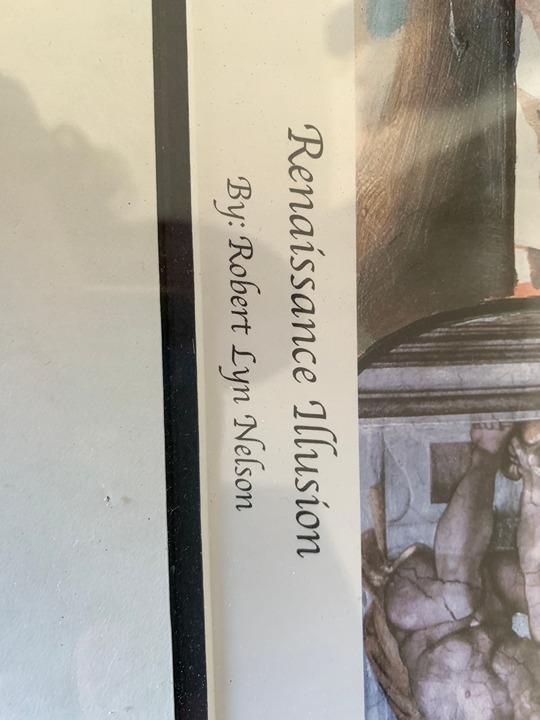 Renaissance Illusion
By: Robert Lyn Nelson